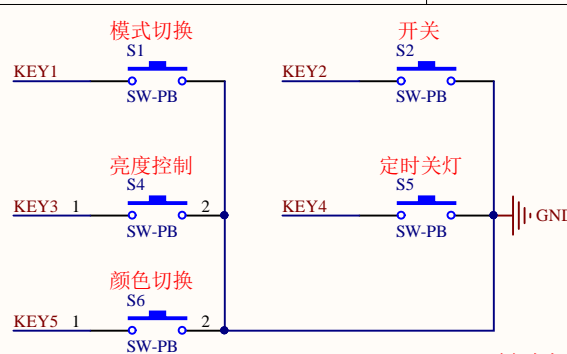 模式切换
S1
KEY1
SW-PB
开关
S2
KEY2
SW-PB
亮度控制
S4
KEY3 1 2
SW-PB
定时关灯
S5
KEY4
SW-PB
GND
颜色切换
S6
KEY5 1 2
SW-PB